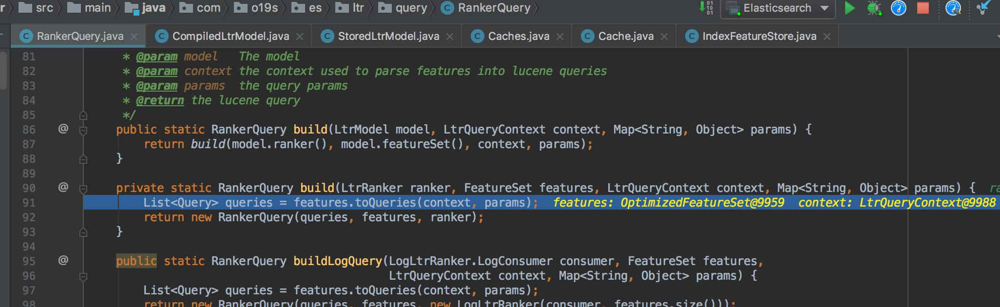 r src main java com o19s es ltr query RankerQuery Elasticsearch
RankerQuery.java CompiledLtrModel.java StoredLtrModel.java Caches.java Cache.java IndexFeatureStore.java
81 * @param model The model
82 * @param context the context used to parse features into lucene queries
83 * @param params the query params
84 * @return the lucene query
85 */
86 @ public static RankerQuery build(LtrModel model, LtrQueryContext context, Map<String, Object> params) {
87 return build(model.ranker(), model.featureSet(), context, params);
88 }
89
90 @ private static RankerQuery build(LtrRanker ranker, FeatureSet features, LtrQueryContext context, Map<String, Object> params) { ra
91 List<Query> queries = features.toQueries(context, params); features: OptimizedFeatureSet@9959 context: LtrQueryContext@9988
92 return new RankerQuery(queries, features, ranker);
93 }
94
95 @ public static RankerQuery buildLogQuery(LogLtrRanker.LogConsumer consumer, FeatureSet features,
96 LtrQueryContext context, Map<String, Object> params) {
97 List<Query> queries = features.toQueries(context, params);
98 return new RankerQuery(queries, features, new LogLtrRanker(consumer, features.size()));